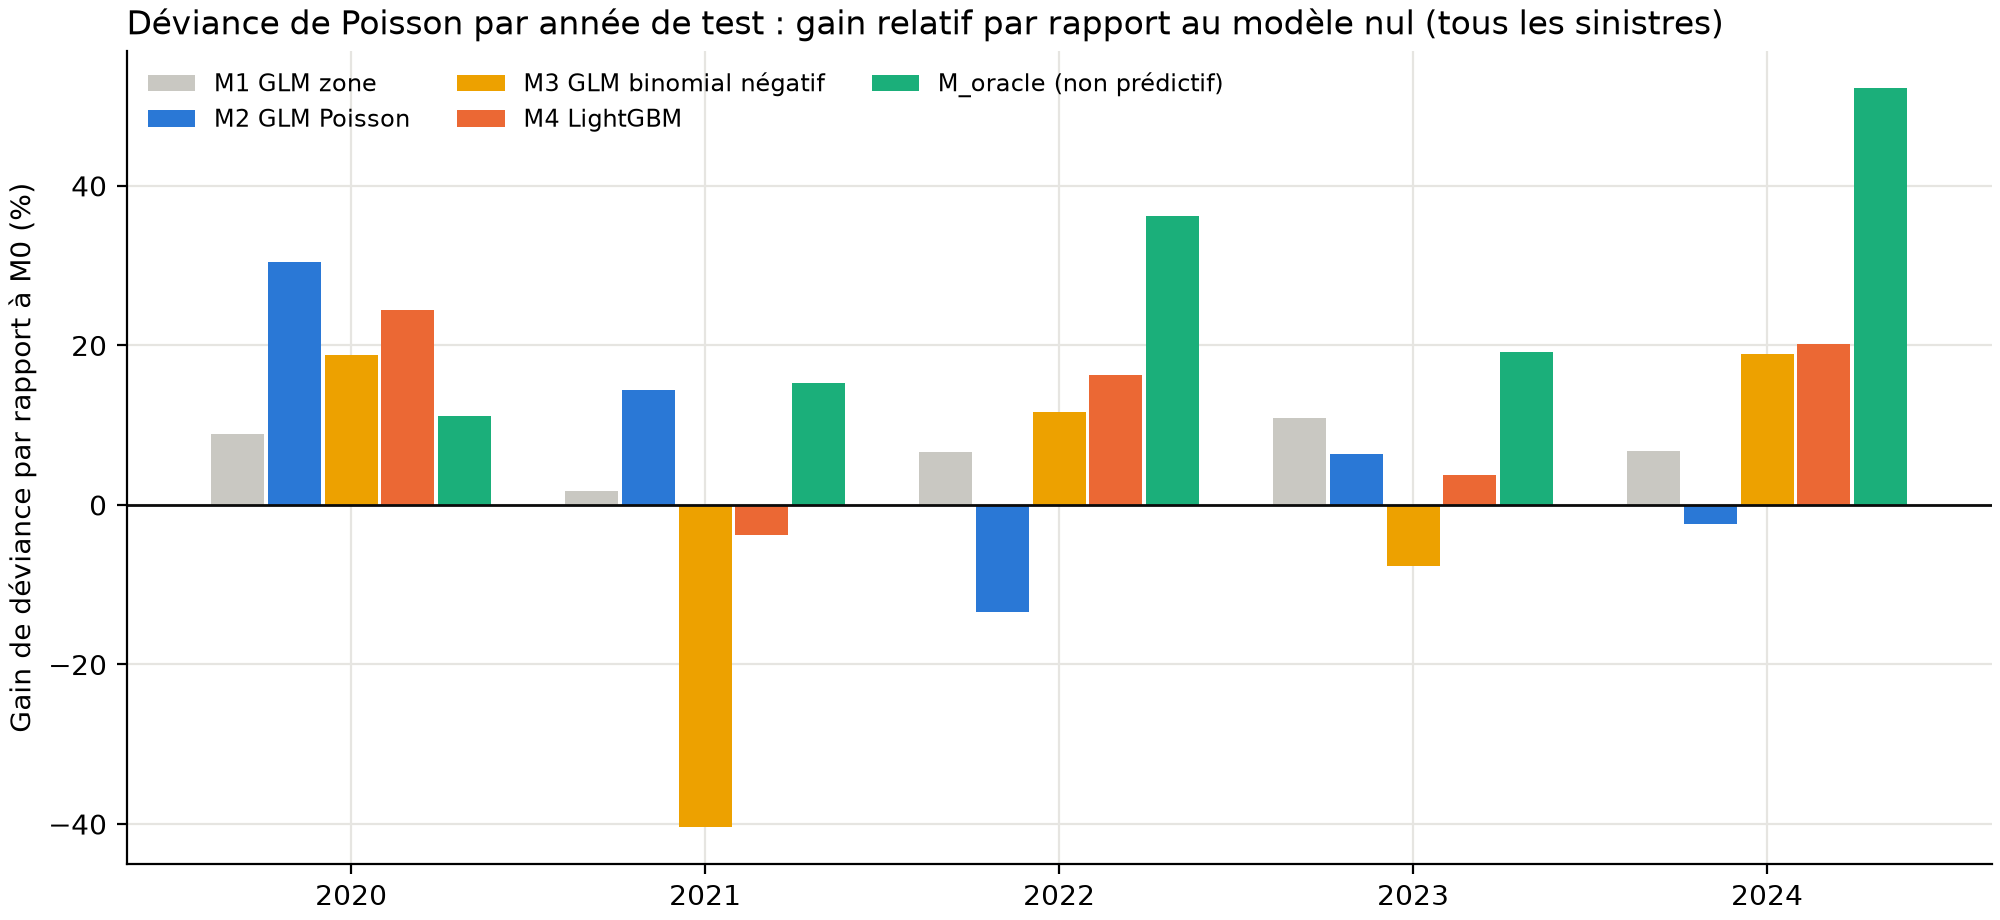 Déviance de Poisson par année de test : gain relatif par rapport au modèle nul (tous les sinistres)
M1 GLM zone
M2 GLM Poisson
M3 GLM binomial négatif
M4 LightGBM
M_oracle (non prédictif)
Gain de déviance par rapport à M0 (%)
40
20
0
−20
−40
2020
2021
2022
2023
2024